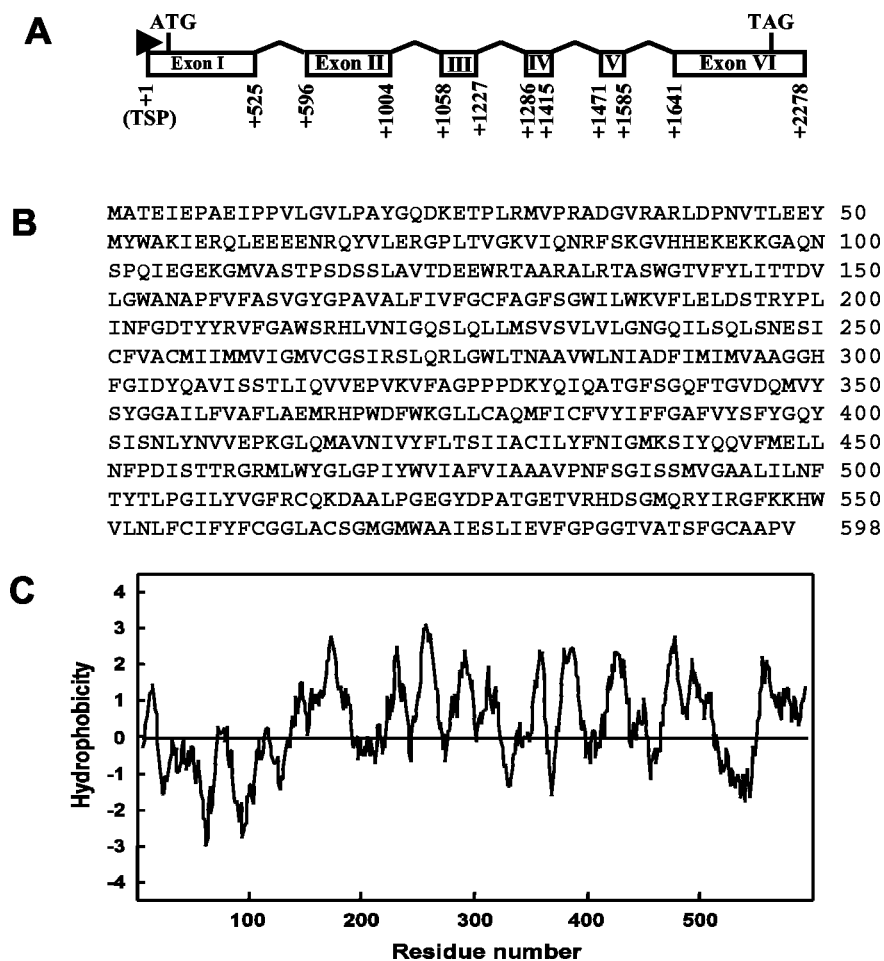 A
ATG
TAG
Exon I
Exon II
III
IV
V
Exon VI
+1
(TSP)
+525
+596
+1004
+1058
+1227
+1286
+1415
+1471
+1585
+1641
+2278
B
MATEIEPAEIPPVLGVLPAYGQDKETPLRMVPRADGVRARLDPNVTLEEY 50
MYWAKIERQLEEEENRQYVLERGPLTVGKVIQNRFSKGVHHEKEKKGAQN 100
SPQIEGEKGMVASTPSDSSLAVTDEEWRTAARALRTASWGTVFYLITTDV 150
LGWANAPFVFASVGYGPAVALFIVFGCFAGFSGWILWKVFLELDSTRYPL 200
INFGDTYYRVFGAWSRHLVNIGQSLQLLMSVSVLVLGNGQILSQLSNESI 250
CFVACMIIMMVIGMVCGSIRSLQRLGWLTNAAVWLNIADFIMIMVAAGGH 300
FGIDYQAVISSTLIQVVEPVKVFAGPPPDKYQIQATGFSGQFTGVDQMVY 350
SYGGAILFVAFLAEMRHPWDFWKGLLCAQMFICFVYIFFGAFVYSFYGQY 400
SISNLYNVVEPKGLQMAVNIVYFLTSIIACILYFNIGMKSIYQQVFMELL 450
NFPDISTTRGRMLWYGLGPIYWVIAFVIAAAVPNFSGISSMVGAALILNF 500
TYTLPGILYVGFRCQKDAALPGEGYDPATGETVRHDSGMQRYIRGFKKHW 550
VLNLFCIFYFCGGLACSGMGMWAAIESLIEVFGPGGTVATSFGCAAPV 598
C
Hydrophobicity
4
3
2
1
0
-1
-2
-3
-4
100
200
300
400
500
Residue number